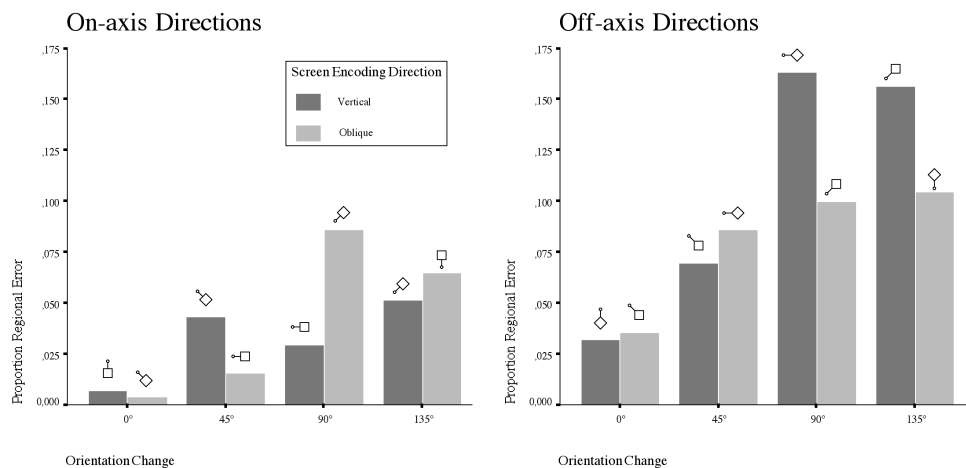 On-axis Directions
,175
,150
,125
,100
,075
,050
,025
0,000
Proportion Regional Error
Screen Encoding Direction
Vertical
Oblique
0° 45° 90° 135°
Orientation Change
Off-axis Directions
,175
,150
,125
,100
,075
,050
,025
0,000
Proportion Regional Error
0° 45° 90° 135°
Orientation Change